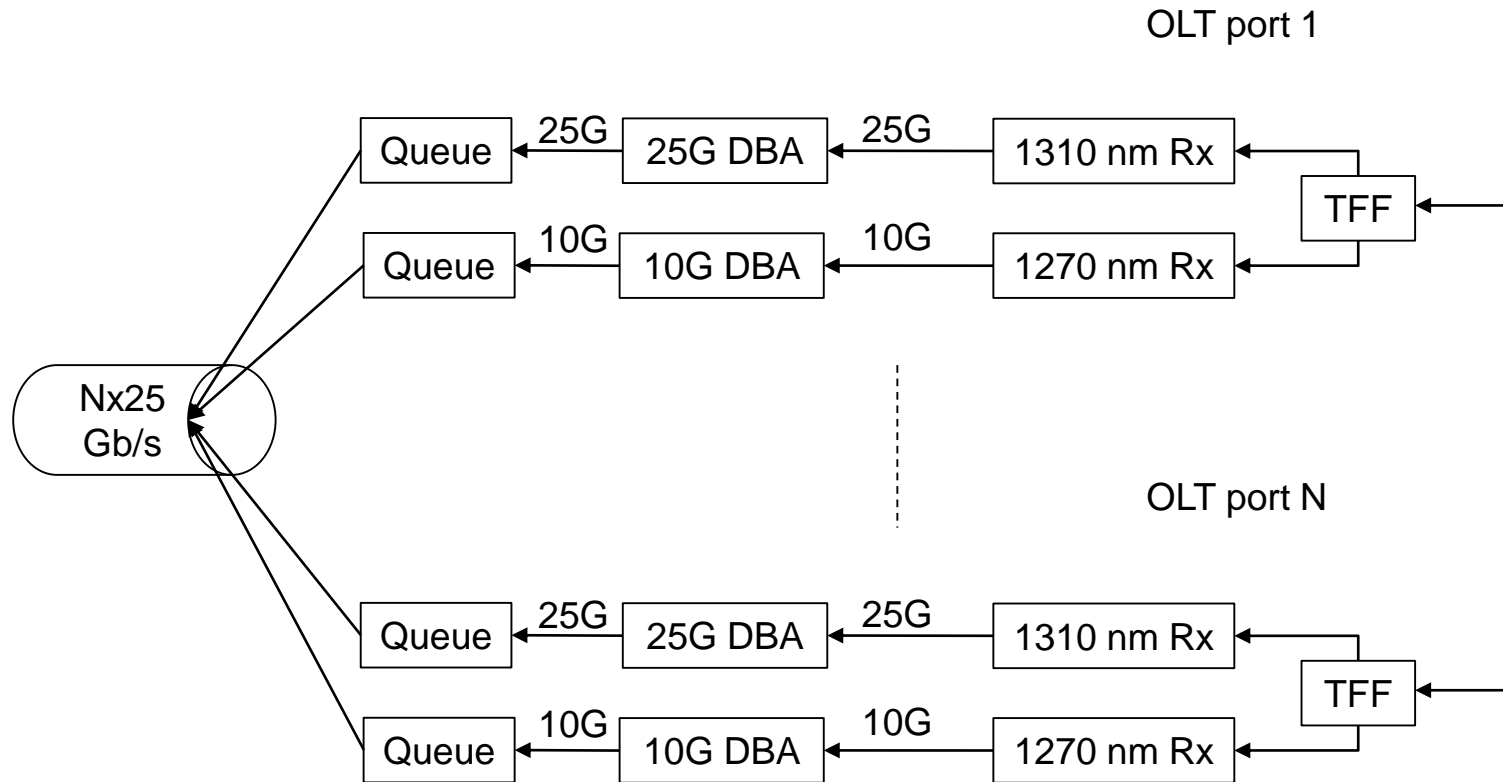 OLT port 1
25G
25G
Queue
25G DBA
1310 nm Rx
TFF
10G
10G
Queue
10G DBA
1270 nm Rx
Nx25
Gb/s
OLT port N
25G
25G
Queue
25G DBA
1310 nm Rx
TFF
10G
10G
Queue
10G DBA
1270 nm Rx